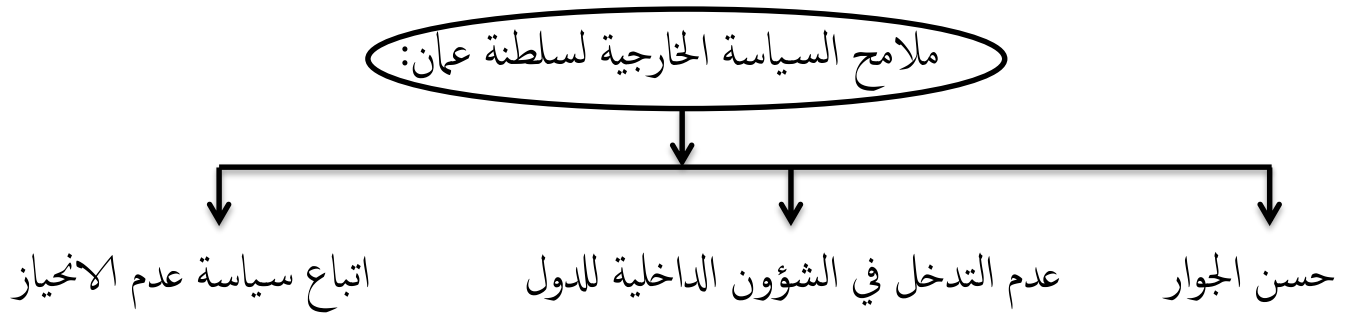 ملامح السياسة الخارجية لسلطنة عمان:
حسن الجوار
عدم التدخل في الشؤون الداخلية للدول
اتباع سياسة عدم الانحياز